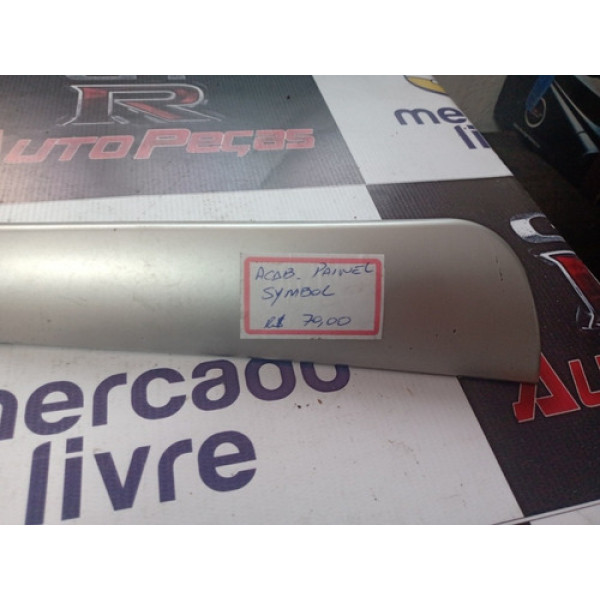 R
AUTO PEÇAS
me
li
ACAB. PAINEL
SYMBOL
R$ 79,00
mercado
livre
Au